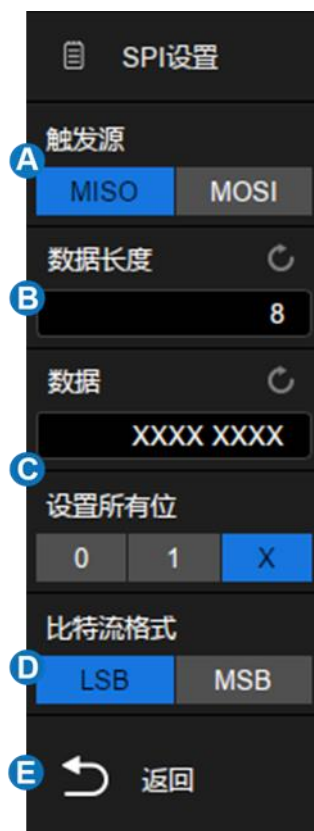 SPI设置
触发源
A
MISO MOSI
数据长度
B
8
数据
XXXX XXXX
C
设置所有位
0 1 X
比特流格式
D
LSB MSB
E
返回